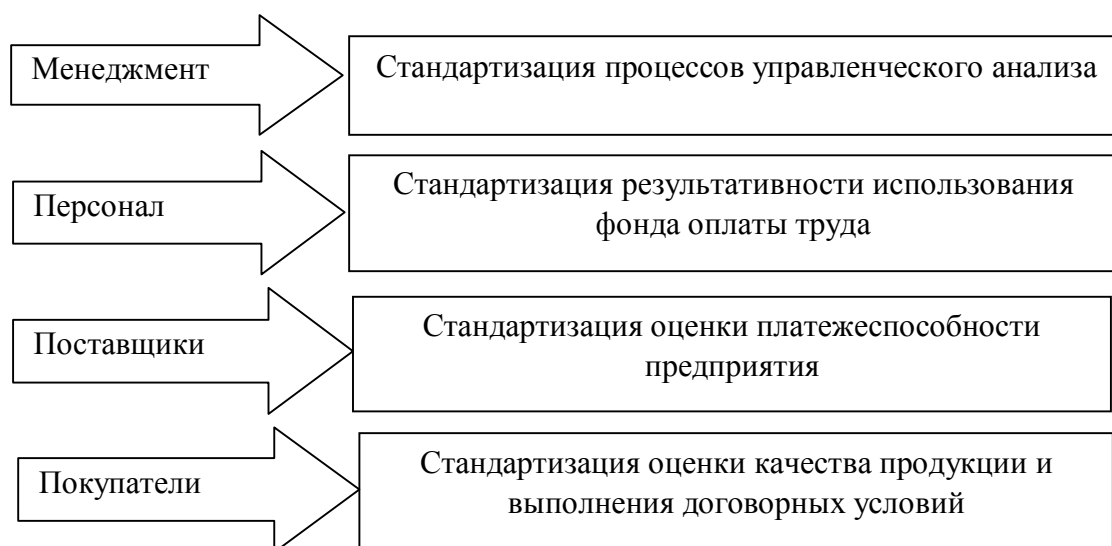 Менеджмент
Стандартизация процессов управленческого анализа
Персонал
Стандартизация результативности использования
фонда оплаты труда
Поставщики
Стандартизация оценки платежеспособности
предприятия
Покупатели
Стандартизация оценки качества продукции и
выполнения договорных условий